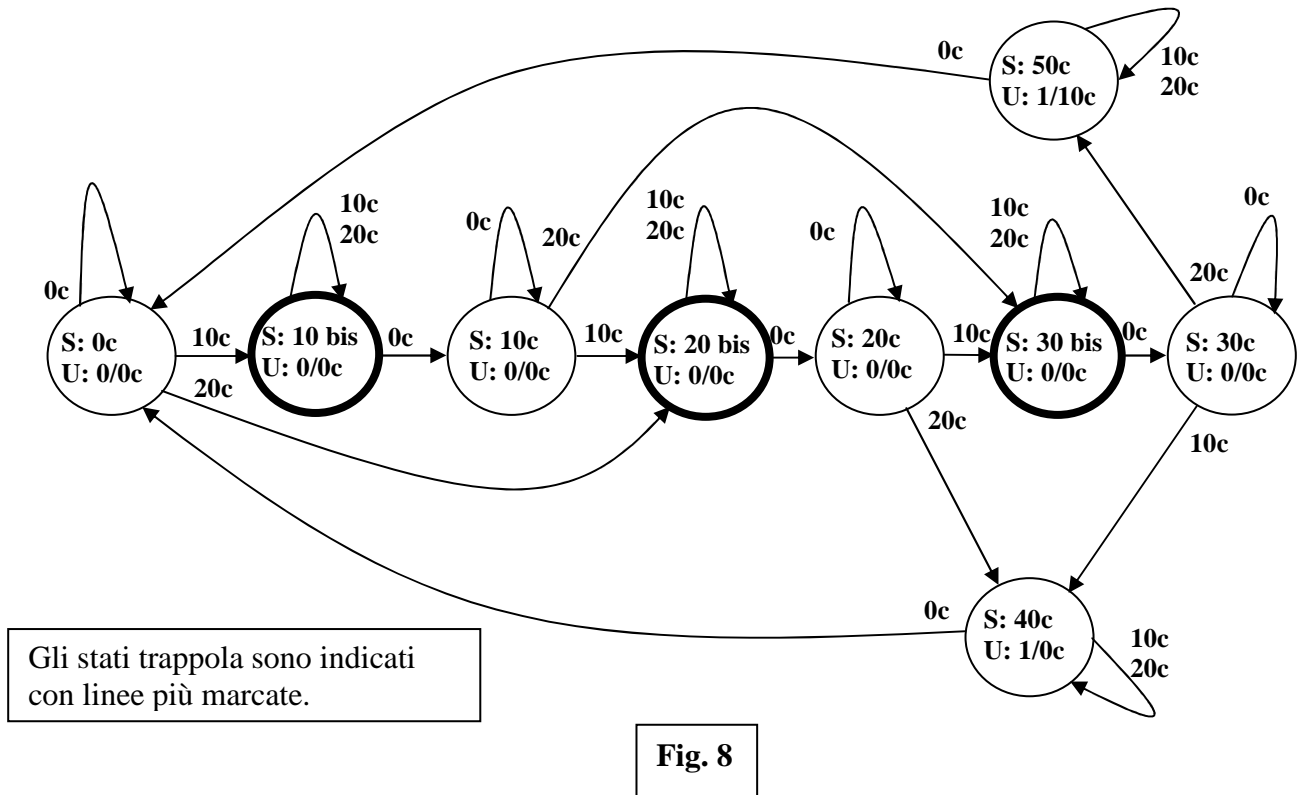 0c
S: 50c
U: 1/10c
10c
20c
0c
S: 0c
U: 0/0c
10c
20c
10c
20c
S: 10 bis
U: 0/0c
0c
0c
S: 10c
U: 0/0c
20c
10c
10c
20c
S: 20 bis
U: 0/0c
0c
0c
S: 20c
U: 0/0c
10c
20c
10c
20c
S: 30 bis
U: 0/0c
0c
0c
20c
S: 30c
U: 0/0c
10c
0c
S: 40c
U: 1/0c
10c
20c
Gli stati trappola sono indicati
con linee più marcate.
Fig. 8